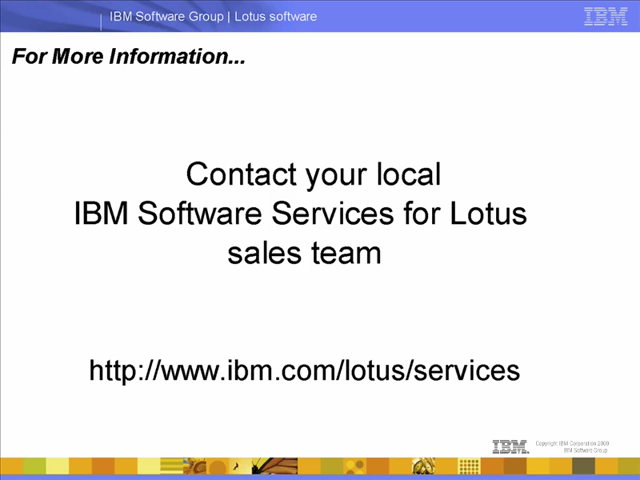 IBM Software Group | Lotus software
IBM
For More Information...
Contact your local
IBM Software Services for Lotus
sales team
http://www.ibm.com/lotus/services
IBM
Copyright IBM Corporation 2009
IBM Software Group